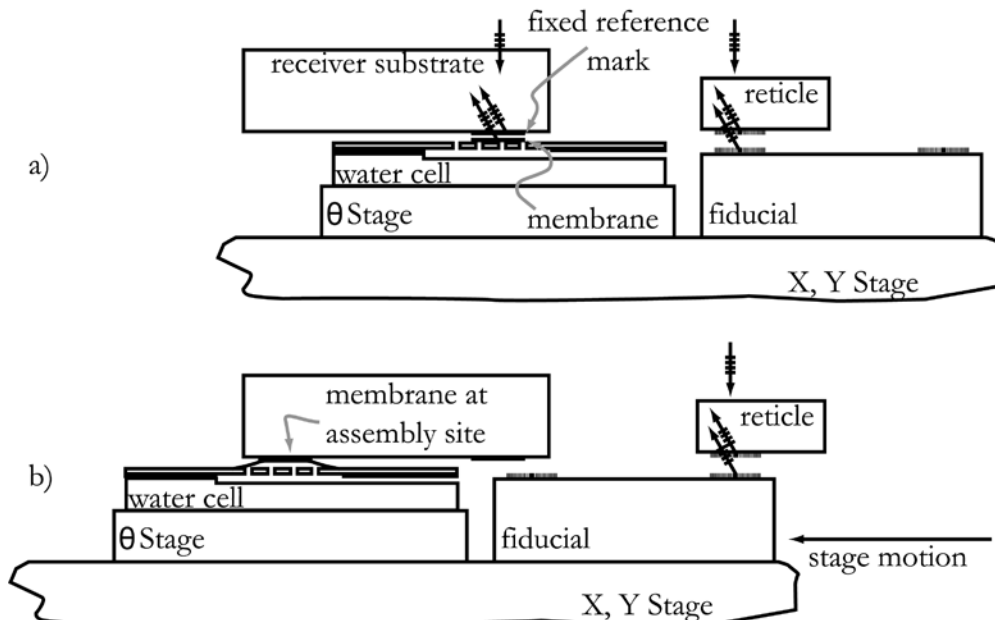 a)
receiver substrate
fixed reference
mark
reticle
water cell
membrane
θ Stage
fiducial
X, Y Stage
b)
membrane at
assembly site
reticle
water cell
θ Stage
fiducial
stage motion
X, Y Stage